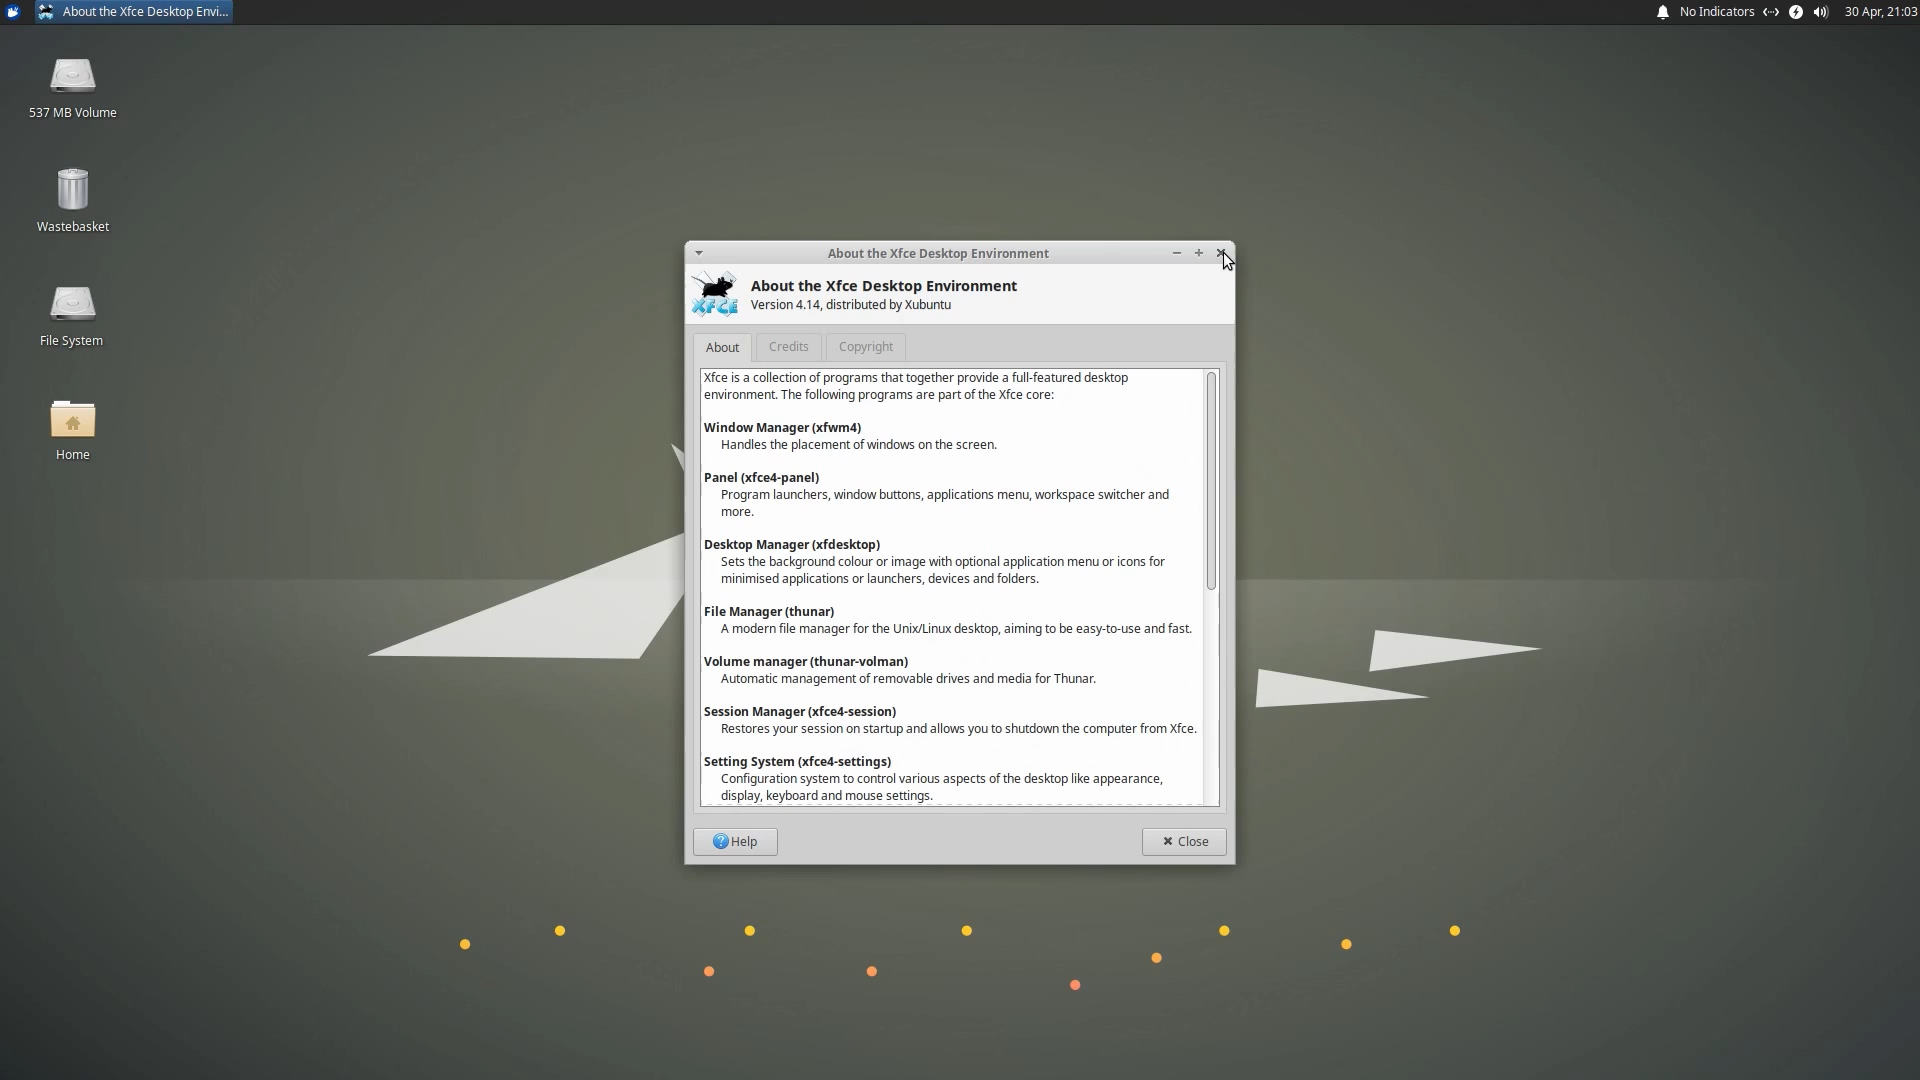 About the Xfce Desktop Envi...
No Indicators
30 Apr, 21:03
537 MB Volume
Wastebasket
File System
Home
About the Xfce Desktop Environment
XFCE
About the Xfce Desktop Environment
Version 4.14, distributed by Xubuntu
About
Credits
Copyright
Xfce is a collection of programs that together provide a full-featured desktop
environment. The following programs are part of the Xfce core:
Window Manager (xfwm4)
Handles the placement of windows on the screen.
Panel (xfce4-panel)
Program launchers, window buttons, applications menu, workspace switcher and
more.
Desktop Manager (xfdesktop)
Sets the background colour or image with optional application menu or icons for
minimised applications or launchers, devices and folders.
File Manager (thunar)
A modern file manager for the Unix/Linux desktop, aiming to be easy-to-use and fast.
Volume manager (thunar-volman)
Automatic management of removable drives and media for Thunar.
Session Manager (xfce4-session)
Restores your session on startup and allows you to shutdown the computer from Xfce.
Setting System (xfce4-settings)
Configuration system to control various aspects of the desktop like appearance,
display, keyboard and mouse settings.
Help
Close